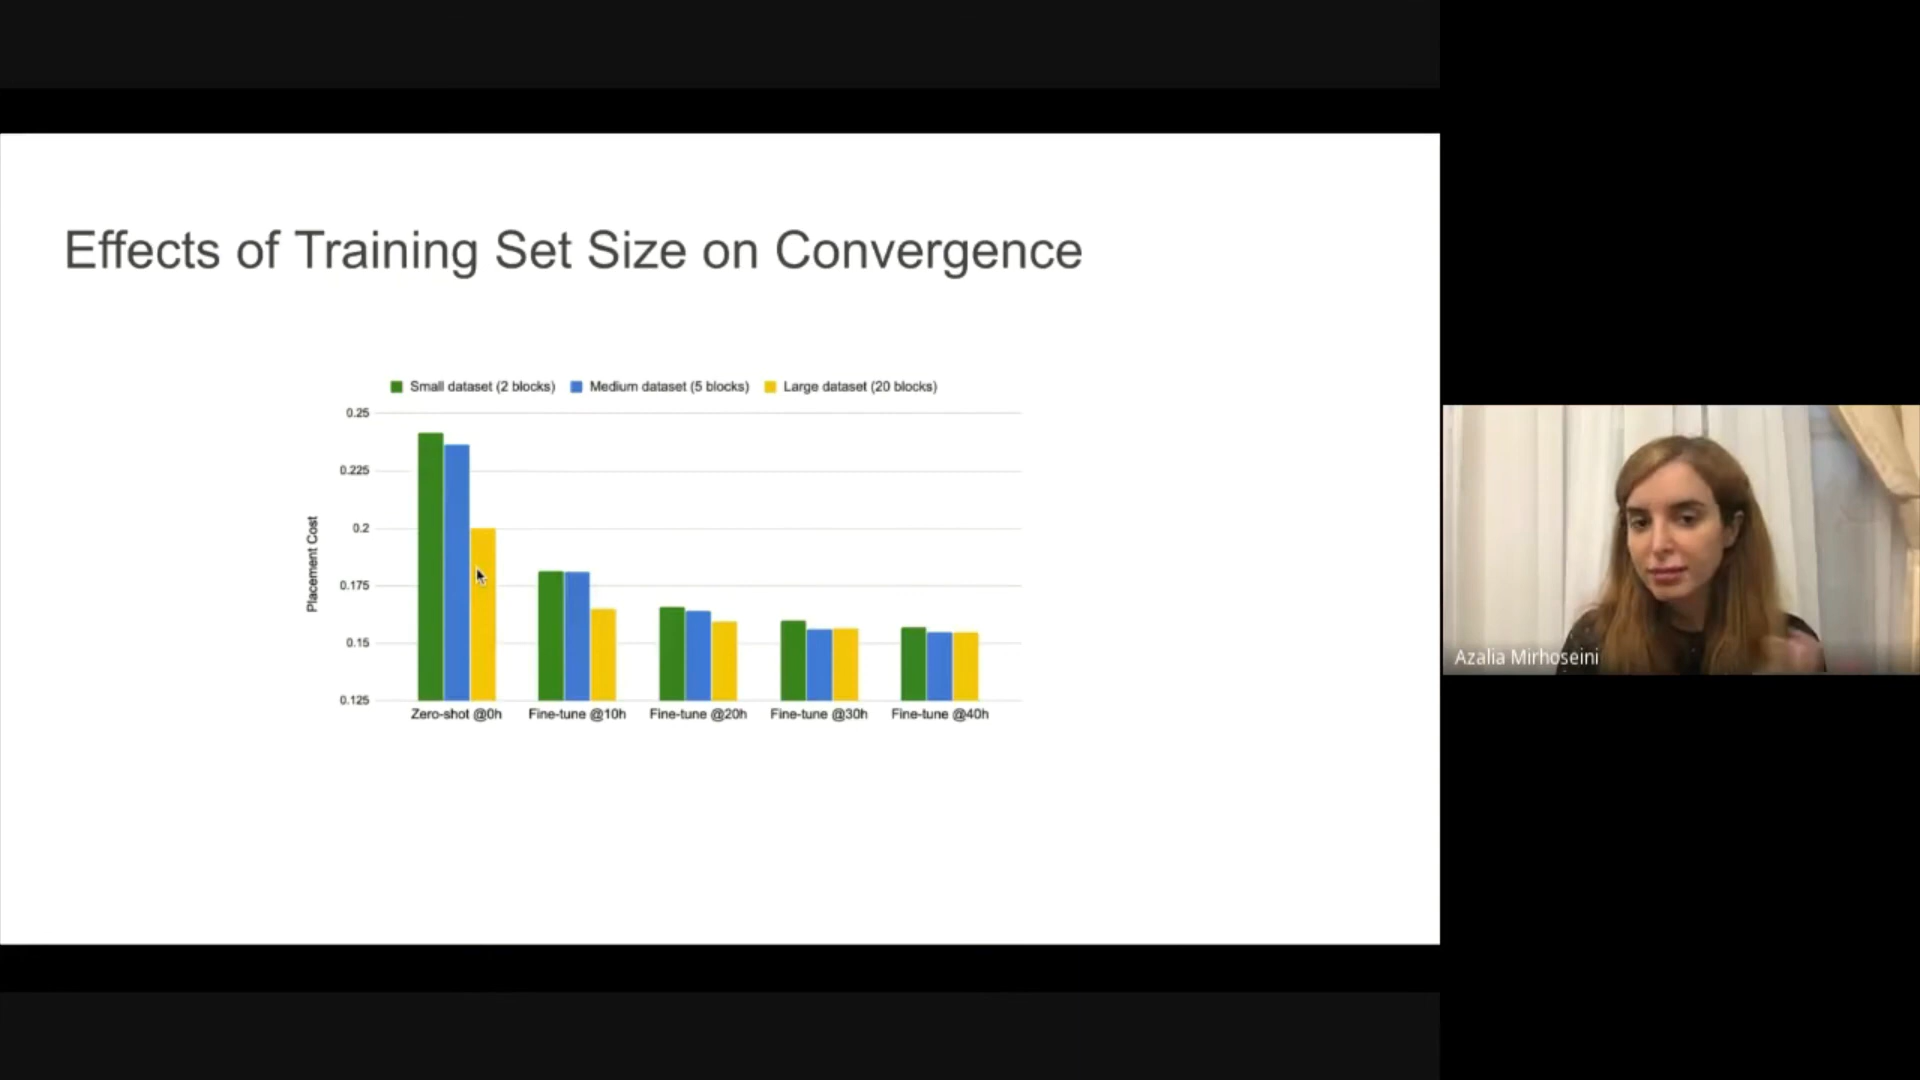 Effects of Training Set Size on Convergence
Small dataset (2 blocks) Medium dataset (5 blocks) Large dataset (20 blocks)
0.25
0.225
0.2
0.175
0.15
0.125
Placement Cost
Zero-shot @0h Fine-tune @10h Fine-tune @20h Fine-tune @30h Fine-tune @40h
Azalia Mirhoseini